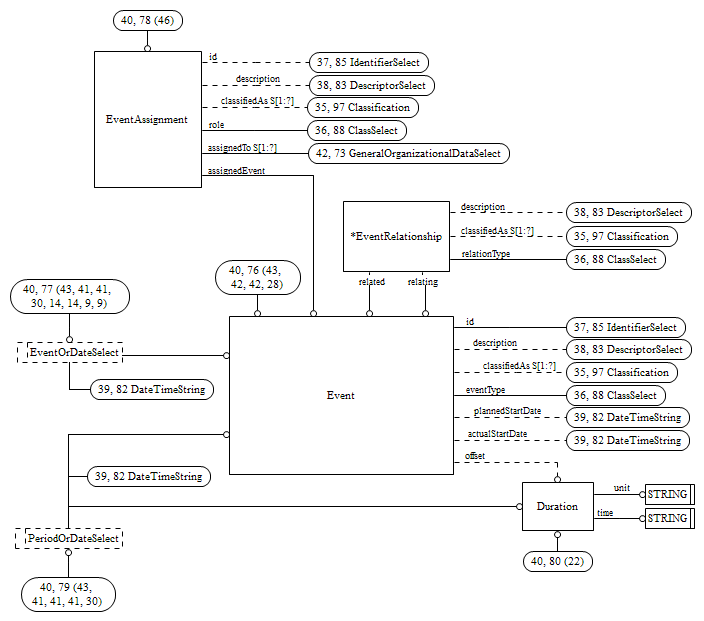 40, 78 (46)
EventAssignment
id
37, 85 IdentifierSelect
description
38, 83 DescriptorSelect
classifiedAs S[1:?]
35, 97 Classification
role
36, 88 ClassSelect
assignedTo S[1:?]
42, 73 GeneralOrganizationalDataSelect
assignedEvent
*EventRelationship
description
38, 83 DescriptorSelect
classifiedAs S[1:?]
35, 97 Classification
relationType
36, 88 ClassSelect
related
relating
40, 76 (43,
42, 42, 28)
40, 77 (43, 41, 41,
30, 14, 14, 9, 9)
EventOrDateSelect
39, 82 DateTimeString
Event
id
37, 85 IdentifierSelect
description
38, 83 DescriptorSelect
classifiedAs S[1:?]
35, 97 Classification
eventType
36, 88 ClassSelect
plannedStartDate
39, 82 DateTimeString
actualStartDate
39, 82 DateTimeString
offset
39, 82 DateTimeString
Duration
unit
STRING
time
STRING
PeriodOrDateSelect
40, 80 (22)
40, 79 (43,
41, 41, 41, 30)